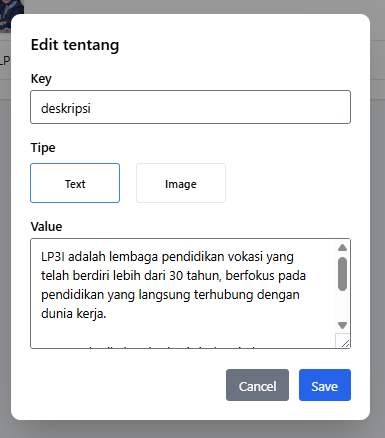 LP
Edit tentang
Key
deskripsi
Tipe
Text Image
Value
LP3I adalah lembaga pendidikan vokasi yang
telah berdiri lebih dari 30 tahun, berfokus pada
pendidikan yang langsung terhubung dengan
dunia kerja.
Cancel Save